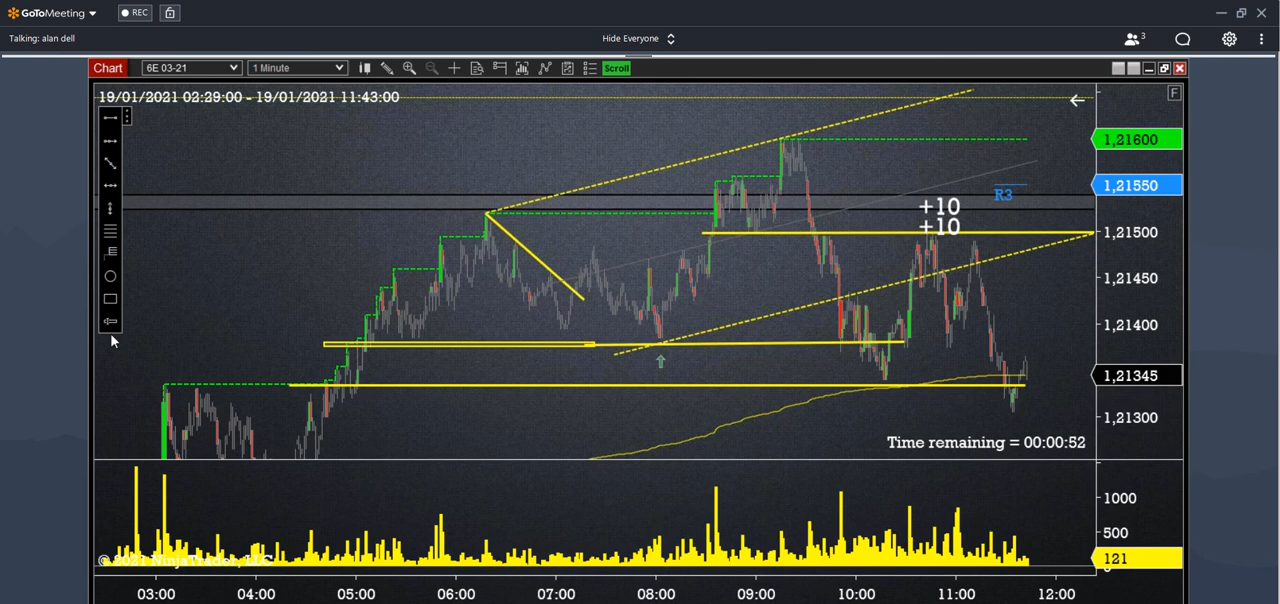 GoToMeeting
REC
Talking: alan dell
Hide Everyone
3
Chart
6E 03-21
1 Minute
Scroll
19/01/2021 02:29:00 - 19/01/2021 11:43:00
F
1,21600
1,21550
R3
+10
+10
1,21500
1,21450
1,21400
1,21345
1,21300
Time remaining = 00:00:52
1000
500
121
0
© 2021 NinjaTrader, LLC
03:00 04:00 05:00 06:00 07:00 08:00 09:00 10:00 11:00 12:00